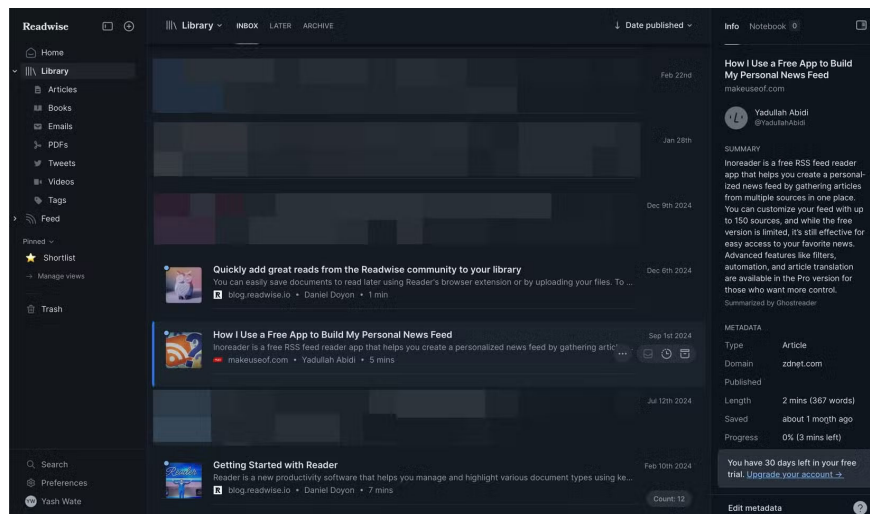 Readwise
Home
Library
Articles
Books
Emails
PDFs
Tweets
Videos
Tags
Feed
Pinned
Shortlist
Manage views
Trash
Search
Preferences
YW Yash Wate
Library INBOX LATER ARCHIVE
Date published
Feb 22nd
Jan 28th
Dec 9th 2024
Quickly add great reads from the Readwise community to your library
Dec 6th 2024
You can easily save documents to read later using Reader's browser extension or by uploading your files. To ...
R blog.readwise.io • Daniel Doyon • 1 min
How I Use a Free App to Build My Personal News Feed
Sep 1st 2024
Inoreader is a free RSS feed reader app that helps you create a personalized news feed by gathering artic
makeuseof.com • Yadullah Abidi • 5 mins
Jul 12th 2024
Getting Started with Reader
Feb 10th 2024
Reader is a new productivity software that helps you manage and highlight various document types using ke...
R blog.readwise.io • Daniel Doyon • 7 mins
Count: 12
Info Notebook 0
How I Use a Free App to Build
My Personal News Feed
makeuseof.com
Yadullah Abidi
@YadullahAbidi
SUMMARY
Inoreader is a free RSS feed reader
app that helps you create a personal-
ized news feed by gathering articles
from multiple sources in one place.
You can customize your feed with up
to 150 sources, and while the free
version is limited, it's still effective for
easy access to your favorite news.
Advanced features like filters,
automation, and article translation
are available in the Pro version for
those who want more control.
Summarized by Ghostreader
METADATA
Type Article
Domain zdnet.com
Published
Length 2 mins (367 words)
Saved about 1 month ago
Progress 0% (3 mins left)
You have 30 days left in your free
trial. Upgrade your account →
Edit metadata
?